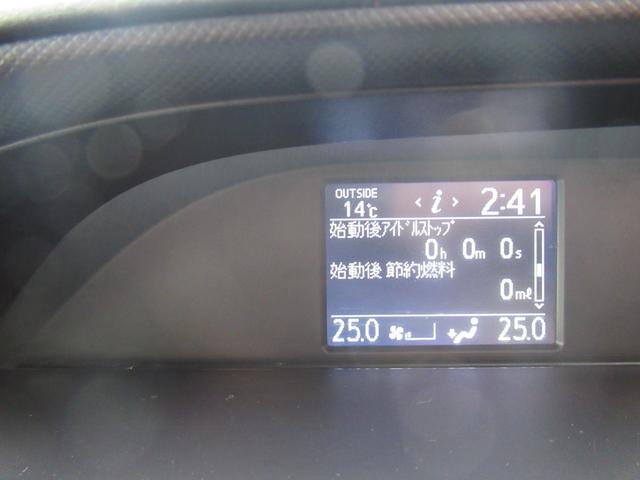 OUTSIDE
14℃ < i > 2:41
始動後アイドルストップ
0h 0m 0s
始動後 節約燃料
0mℓ
25.0 25.0